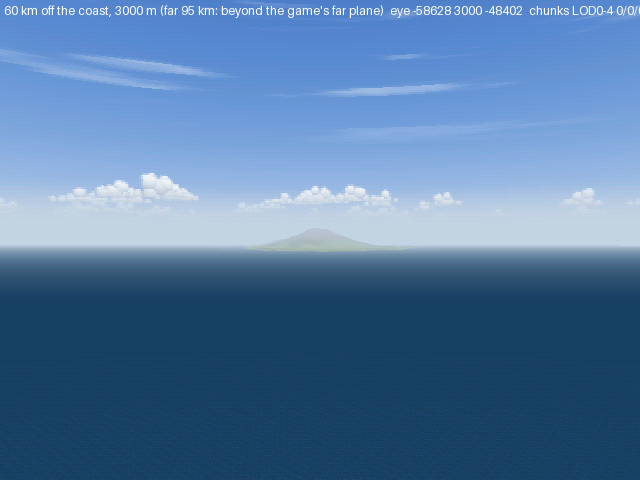 60 km off the coast, 3000 m (far 95 km: beyond the game's far plane)  eye -58628 3000 -48402  chunks LOD0-4 0/0/